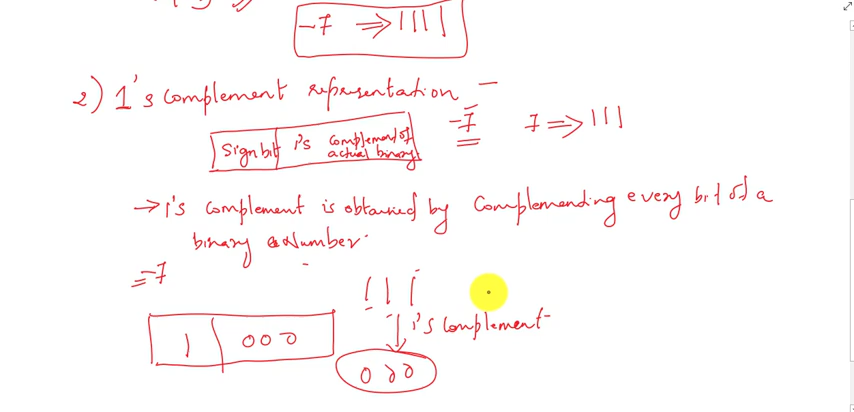 -7 ⇒ 1111
2) 1's complement representation -
Sign bit 1's complement of actual binary -7 7 ⇒ 111
→ 1's complement is obtained by Complementing every bit of a
binary Number.
= -7
111
1 000 1's complement
000